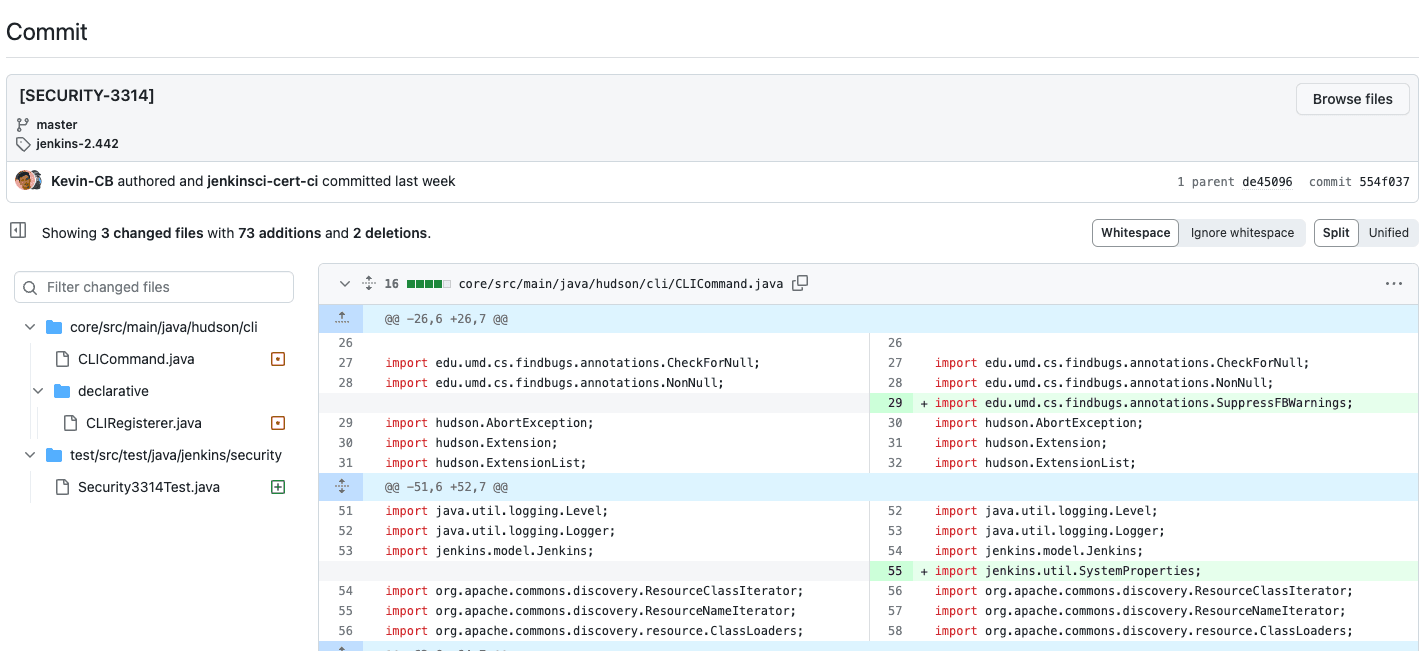 Commit
[SECURITY-3314]
Browse files
master
jenkins-2.442
Kevin-CB authored and jenkinsci-cert-ci committed last week
1 parent de45096 commit 554f037
Showing 3 changed files with 73 additions and 2 deletions.
Whitespace Ignore whitespace Split Unified
Filter changed files
core/src/main/java/hudson/cli
CLICommand.java
declarative
CLIRegisterer.java
test/src/test/java/jenkins/security
Security3314Test.java
16 core/src/main/java/hudson/cli/CLICommand.java
@@ -26,6 +26,7 @@
26 26
27 import edu.umd.cs.findbugs.annotations.CheckForNull; 27 import edu.umd.cs.findbugs.annotations.CheckForNull;
28 import edu.umd.cs.findbugs.annotations.NonNull; 28 import edu.umd.cs.findbugs.annotations.NonNull;
29 + import edu.umd.cs.findbugs.annotations.SuppressFBWarnings;
29 import hudson.AbortException; 30 import hudson.AbortException;
30 import hudson.Extension; 31 import hudson.Extension;
31 import hudson.ExtensionList; 32 import hudson.ExtensionList;
@@ -51,6 +52,7 @@
51 import java.util.logging.Level; 52 import java.util.logging.Level;
52 import java.util.logging.Logger; 53 import java.util.logging.Logger;
53 import jenkins.model.Jenkins; 54 import jenkins.model.Jenkins;
55 + import jenkins.util.SystemProperties;
54 import org.apache.commons.discovery.ResourceClassIterator; 56 import org.apache.commons.discovery.ResourceClassIterator;
55 import org.apache.commons.discovery.ResourceNameIterator; 57 import org.apache.commons.discovery.ResourceNameIterator;
56 import org.apache.commons.discovery.resource.ClassLoaders; 58 import org.apache.commons.discovery.resource.ClassLoaders;